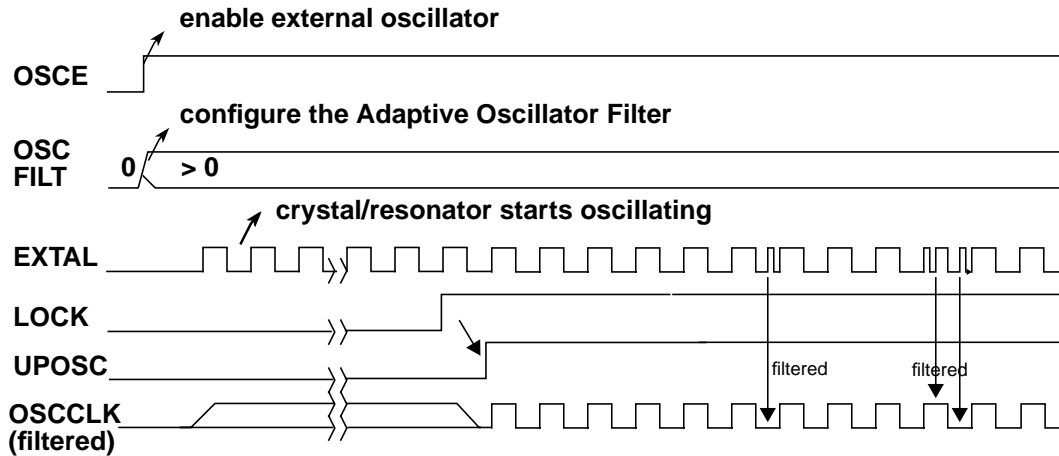 enable external oscillator
OSCE
configure the Adaptive Oscillator Filter
OSC
FILT
0
> 0
crystal/resonator starts oscillating
EXTAL
LOCK
UPOSC
filtered
filtered
OSCCLK
(filtered)